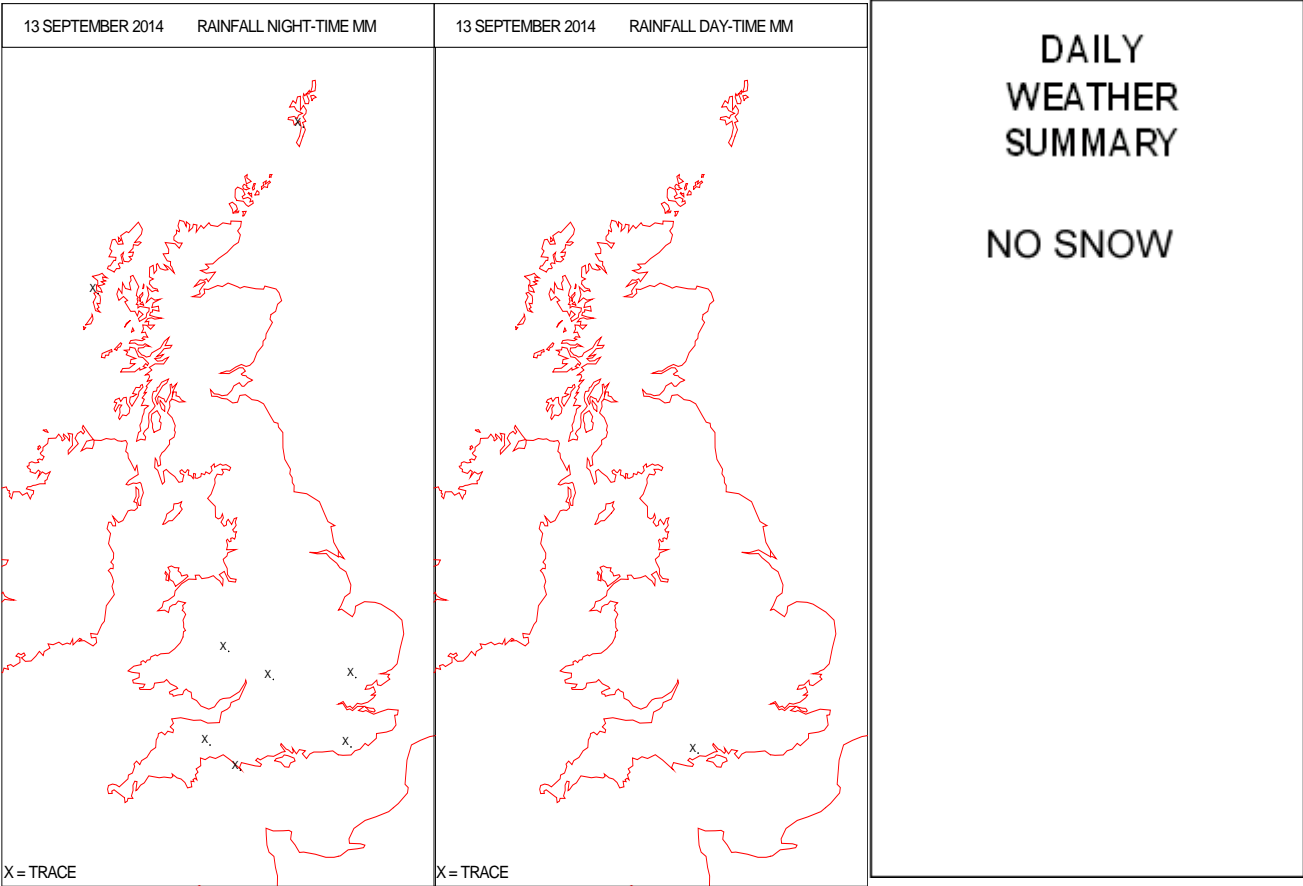 13 SEPTEMBER 2014 RAINFALL NIGHT-TIME MM
X
X
X.
X.
X.
X.
X.
X.
X = TRACE
13 SEPTEMBER 2014 RAINFALL DAY-TIME MM
X.
X = TRACE
DAILY
WEATHER
SUMMARY
NO SNOW